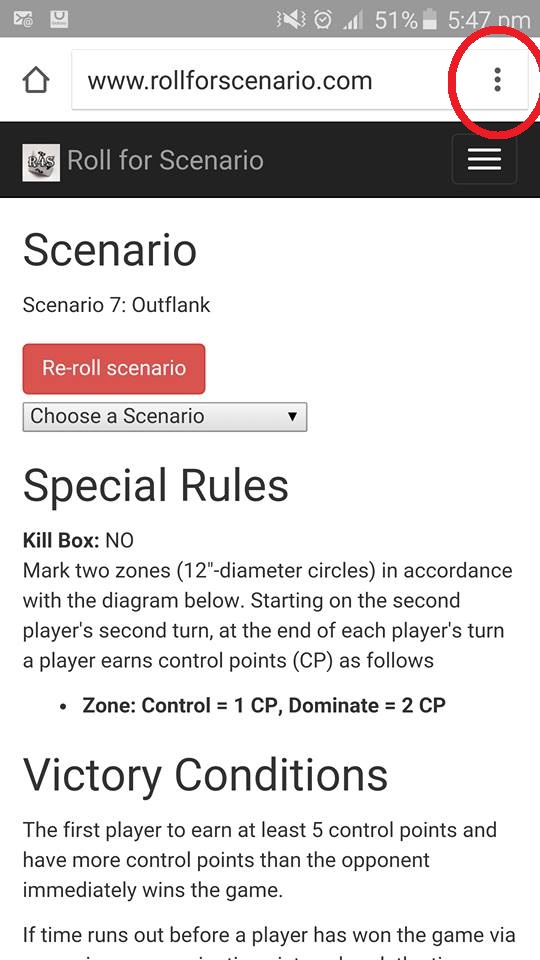 51% 5:47 pm
www.rollforscenario.com
R4S Roll for Scenario
Scenario
Scenario 7: Outflank
Re-roll scenario
Choose a Scenario
Special Rules
Kill Box: NO
Mark two zones (12"-diameter circles) in accordance
with the diagram below. Starting on the second
player's second turn, at the end of each player's turn
a player earns control points (CP) as follows
• Zone: Control = 1 CP, Dominate = 2 CP
Victory Conditions
The first player to earn at least 5 control points and
have more control points than the opponent
immediately wins the game.
If time runs out before a player has won the game via